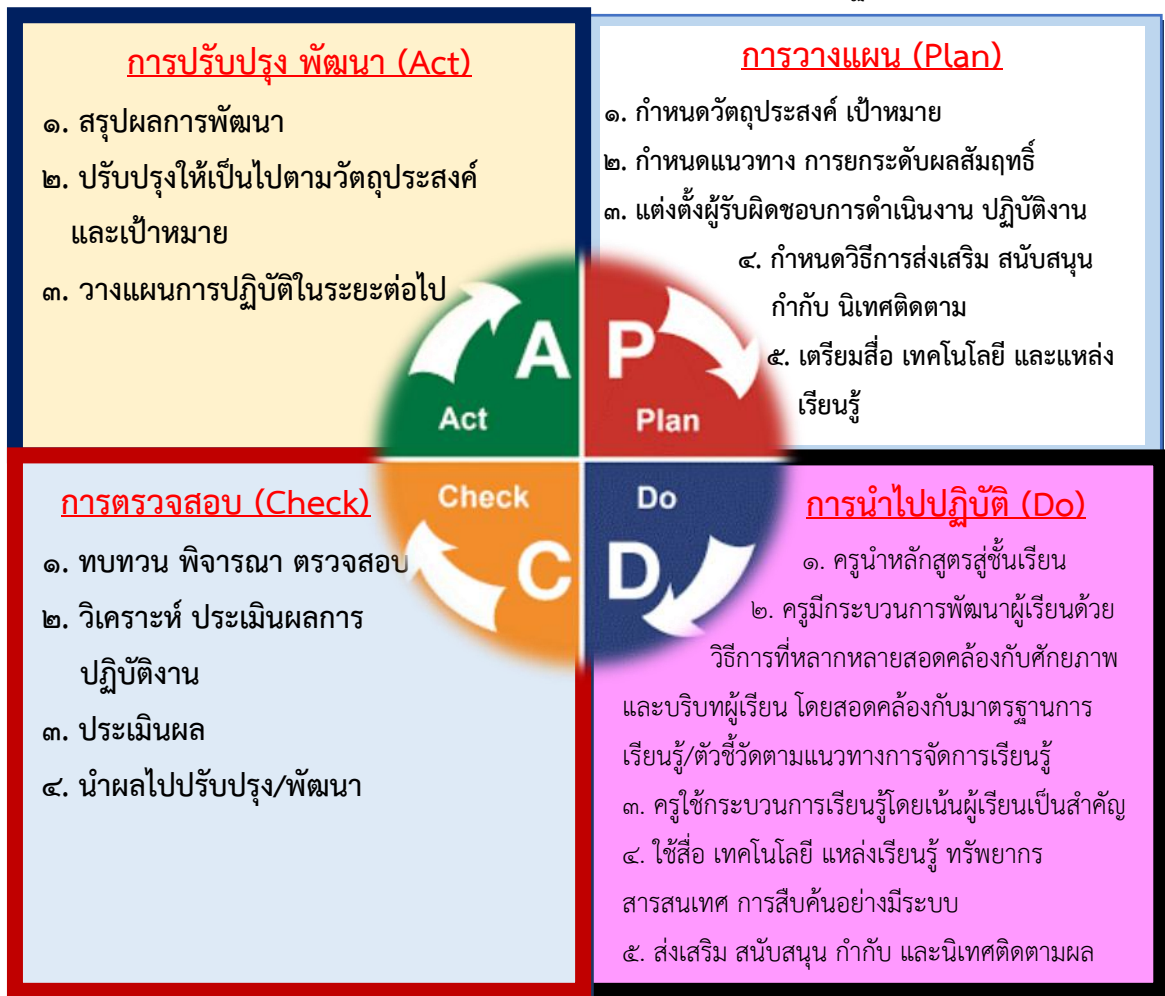 การปรับปรุง พัฒนา (Act)
๑. สรุปผลการพัฒนา
๒. ปรับปรุงให้เป็นไปตามวัตถุประสงค์
และเป้าหมาย
๓. วางแผนการปฏิบัติในระยะต่อไป
การวางแผน (Plan)
๑. กำหนดวัตถุประสงค์ เป้าหมาย
๒. กำหนดแนวทาง การยกระดับผลสัมฤทธิ์
๓. แต่งตั้งผู้รับผิดชอบการดำเนินงาน ปฏิบัติงาน
๔. กำหนดวิธีการส่งเสริม สนับสนุน
กำกับ นิเทศติดตาม
๕. เตรียมสื่อ เทคโนโลยี และแหล่ง
เรียนรู้
A
Act
P
Plan
Check
C
Do
D
การตรวจสอบ (Check)
๑. ทบทวน พิจารณา ตรวจสอบ
๒. วิเคราะห์ ประเมินผลการ
ปฏิบัติงาน
๓. ประเมินผล
๔. นำผลไปปรับปรุง/พัฒนา
การนำไปปฏิบัติ (Do)
๑. ครูนำหลักสูตรสู่ชั้นเรียน
๒. ครูมีกระบวนการพัฒนาผู้เรียนด้วย
วิธีการที่หลากหลายสอดคล้องกับศักยภาพ
และบริบทผู้เรียน โดยสอดคล้องกับมาตรฐานการ
เรียนรู้/ตัวชี้วัดตามแนวทางการจัดการเรียนรู้
๓. ครูใช้กระบวนการเรียนรู้โดยเน้นผู้เรียนเป็นสำคัญ
๔. ใช้สื่อ เทคโนโลยี แหล่งเรียนรู้ ทรัพยากร
สารสนเทศ การสืบค้นอย่างมีระบบ
๕. ส่งเสริม สนับสนุน กำกับ และนิเทศติดตามผล